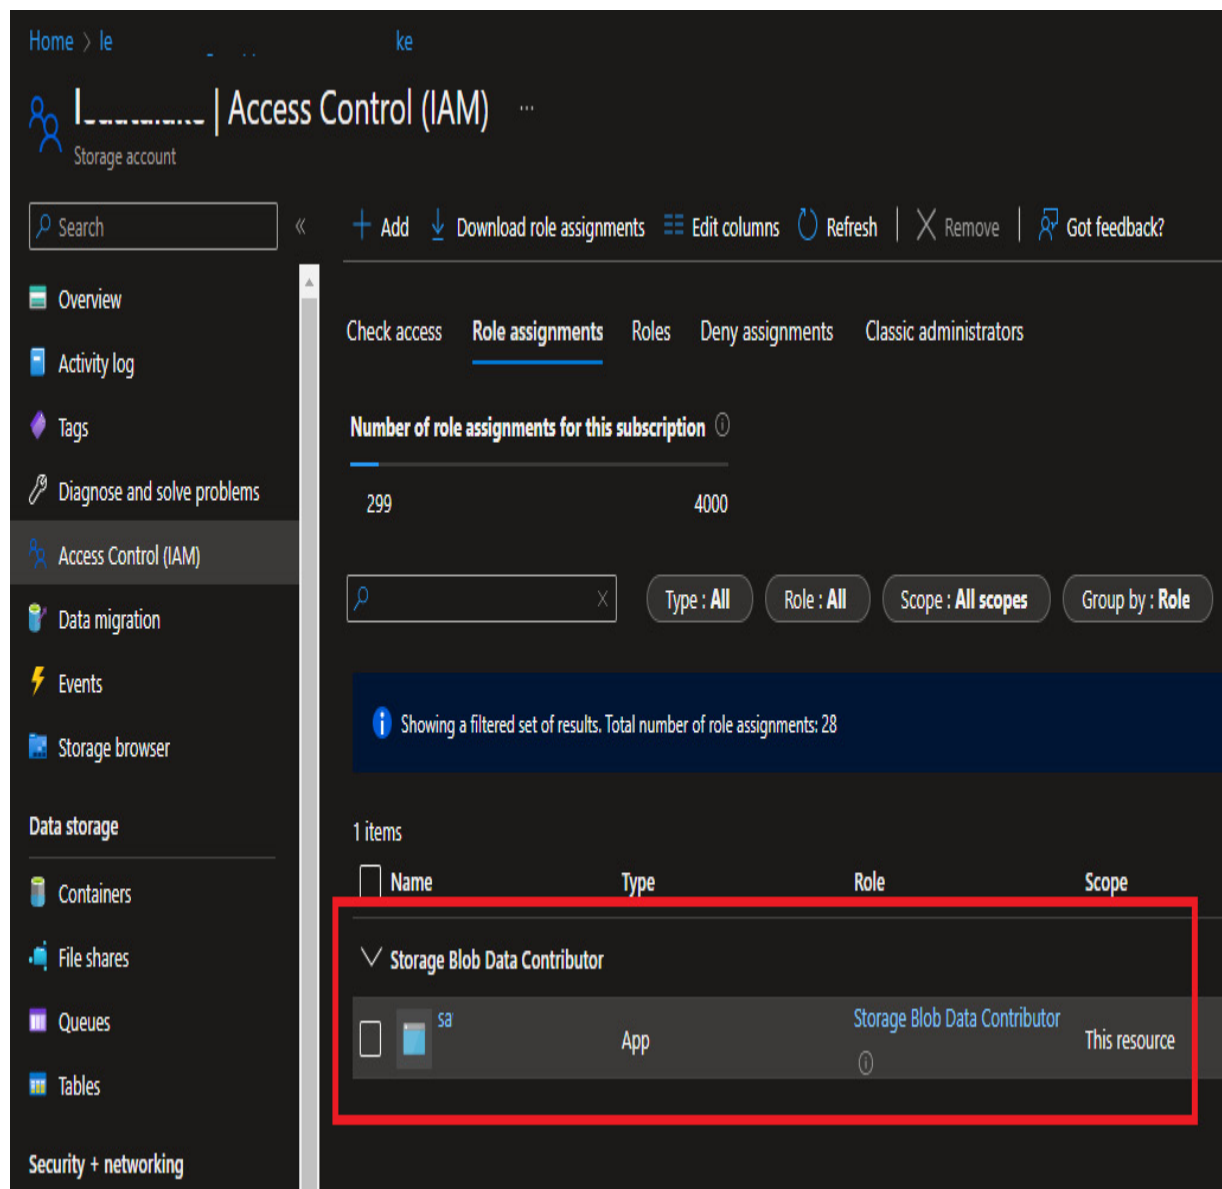 Home > le ke
| Access Control (IAM) ...
Storage account
Search
«
+ Add
Download role assignments
Edit columns
Refresh
Remove
Got feedback?
Overview
Activity log
Tags
Diagnose and solve problems
Access Control (IAM)
Data migration
Events
Storage browser
Data storage
Containers
File shares
Queues
Tables
Security + networking
Check access Role assignments Roles Deny assignments Classic administrators
Number of role assignments for this subscription
299 4000
Type : All Role : All Scope : All scopes Group by : Role
Showing a filtered set of results. Total number of role assignments: 28
1 items
Name Type Role Scope
Storage Blob Data Contributor
sa App Storage Blob Data Contributor This resource